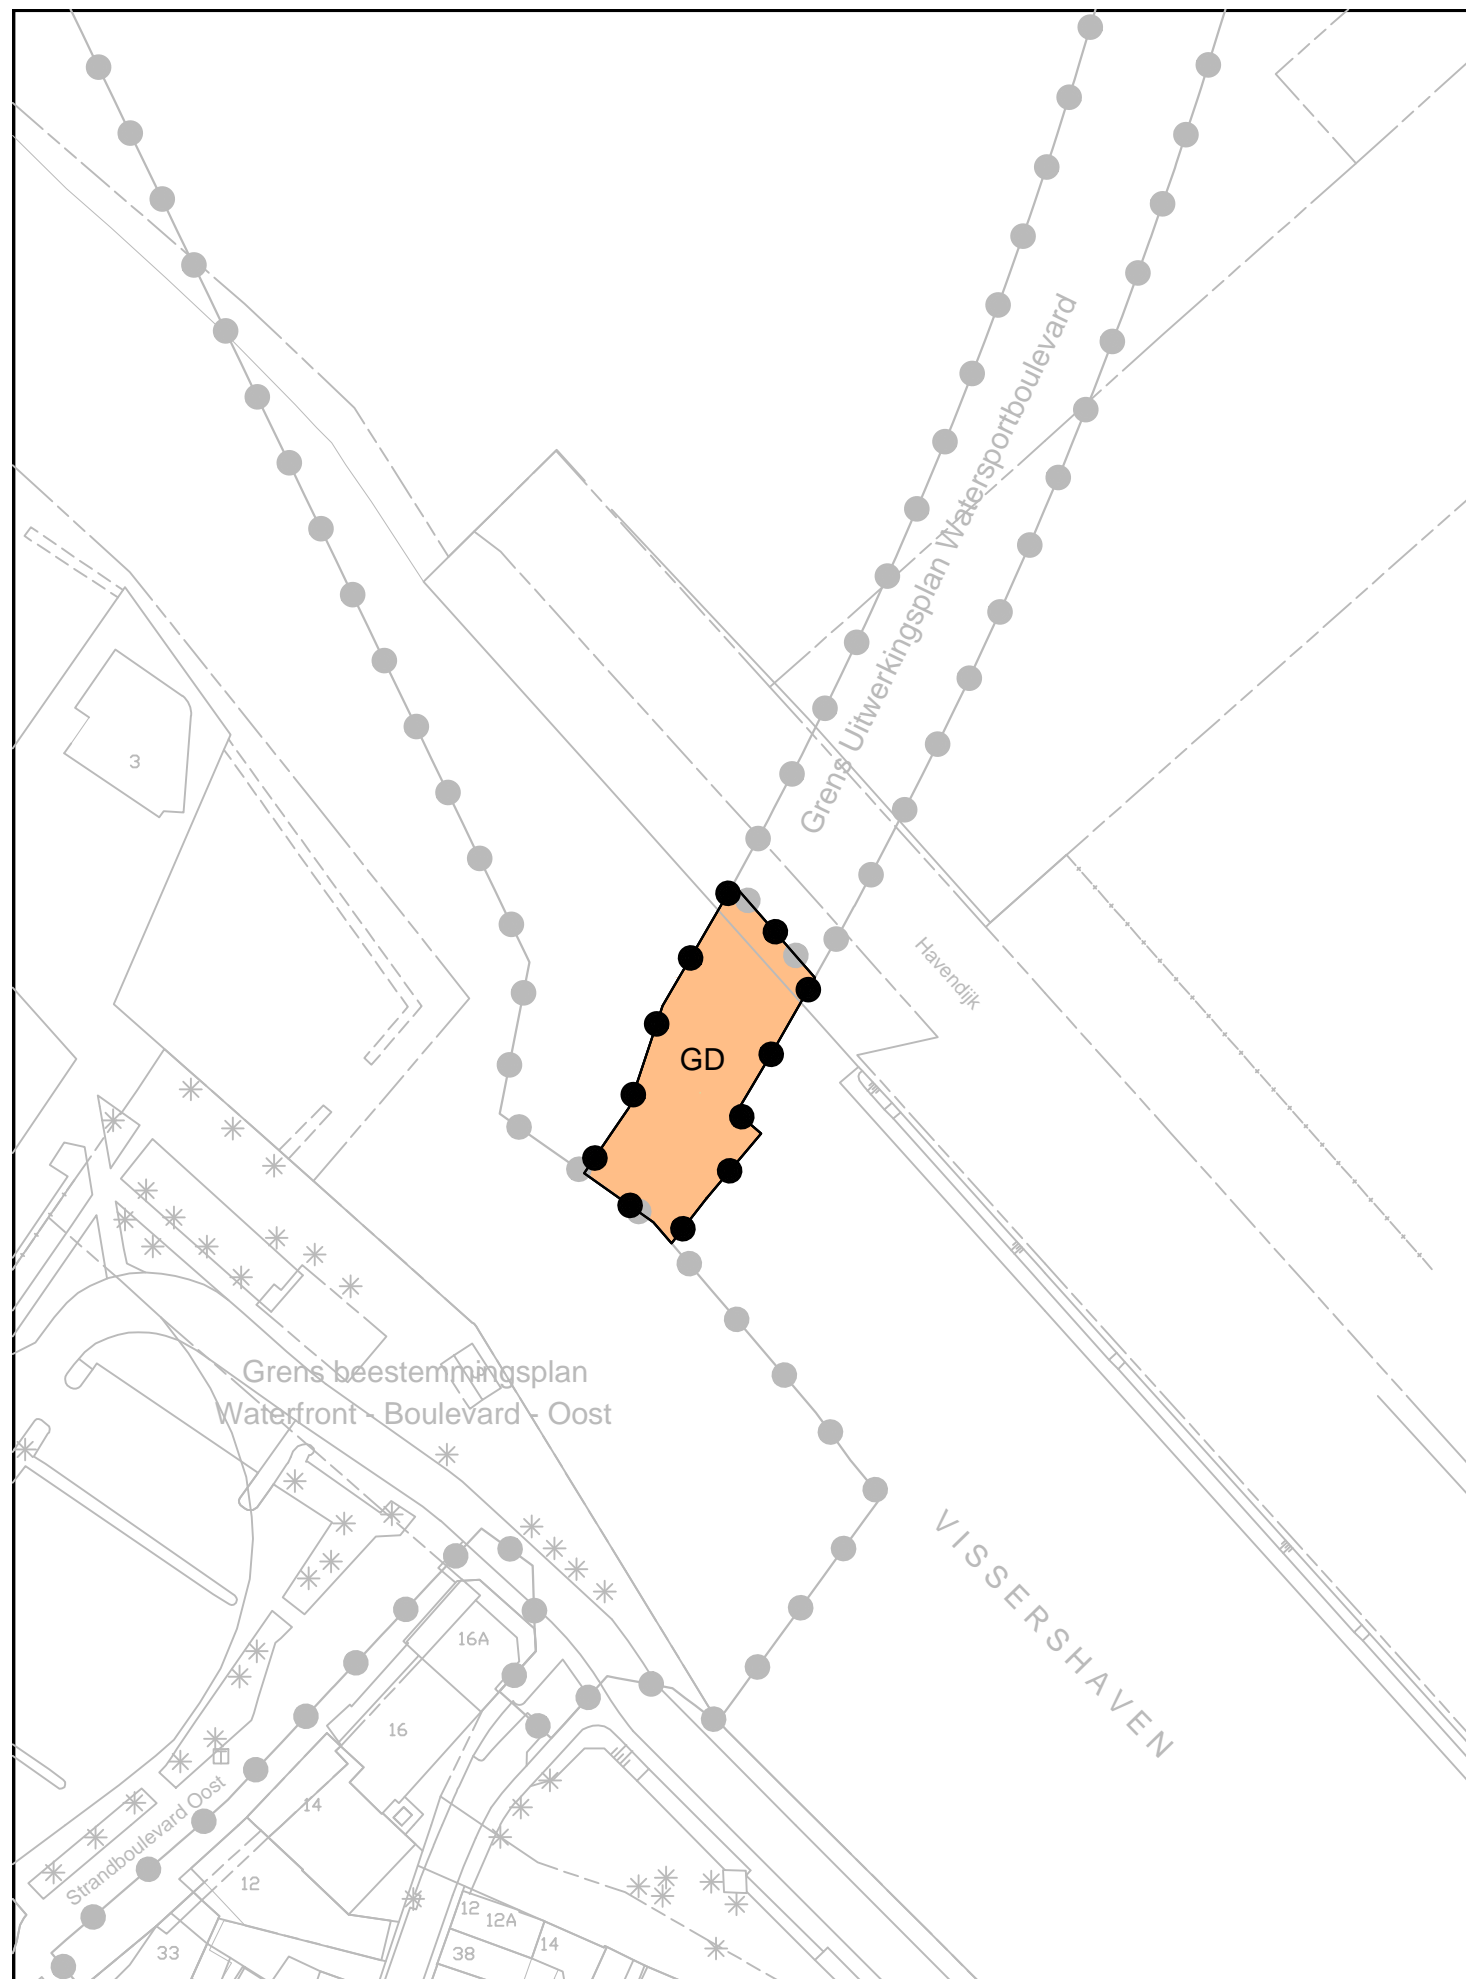 Grens Uitwerkingsplan Watersportboulevard
3
Havendijk
GD
Grens beestemmingsplan
Waterfront - Boulevard - Oost
VISSERSHAVEN
16A
16
14
Strandboulevard Oost
12
12
12A
14
33
38